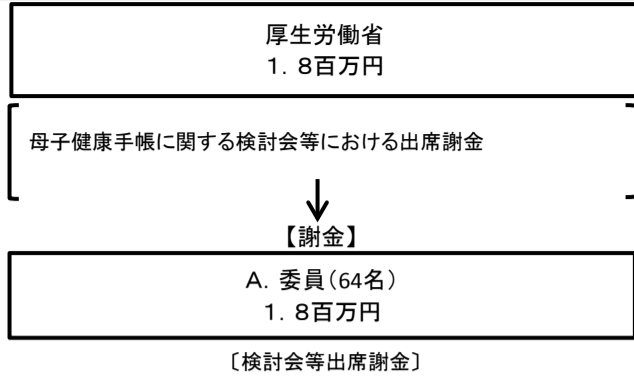 厚生労働省
１．８百万円
母子健康手帳に関する検討会等における出席謝金
【謝金】
Ａ．委員（64名）
１．８百万円
〔検討会等出席謝金〕